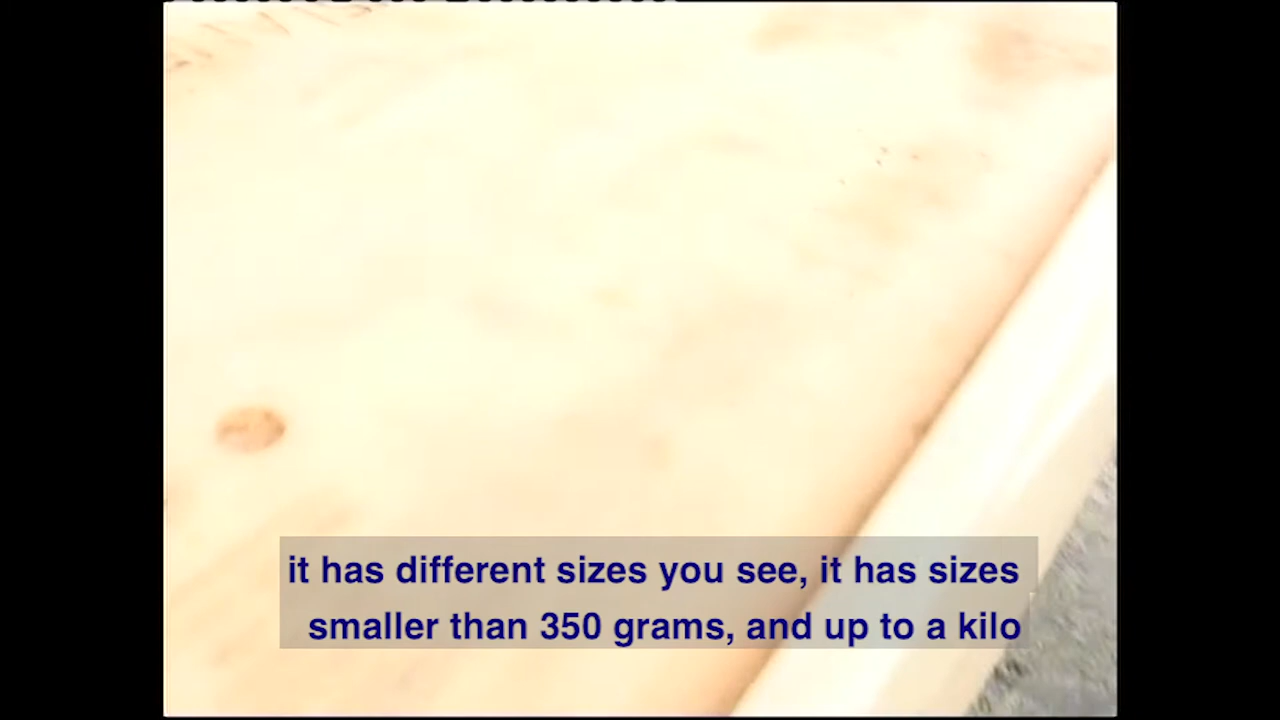 it has different sizes you see, it has sizes
smaller than 350 grams, and up to a kilo